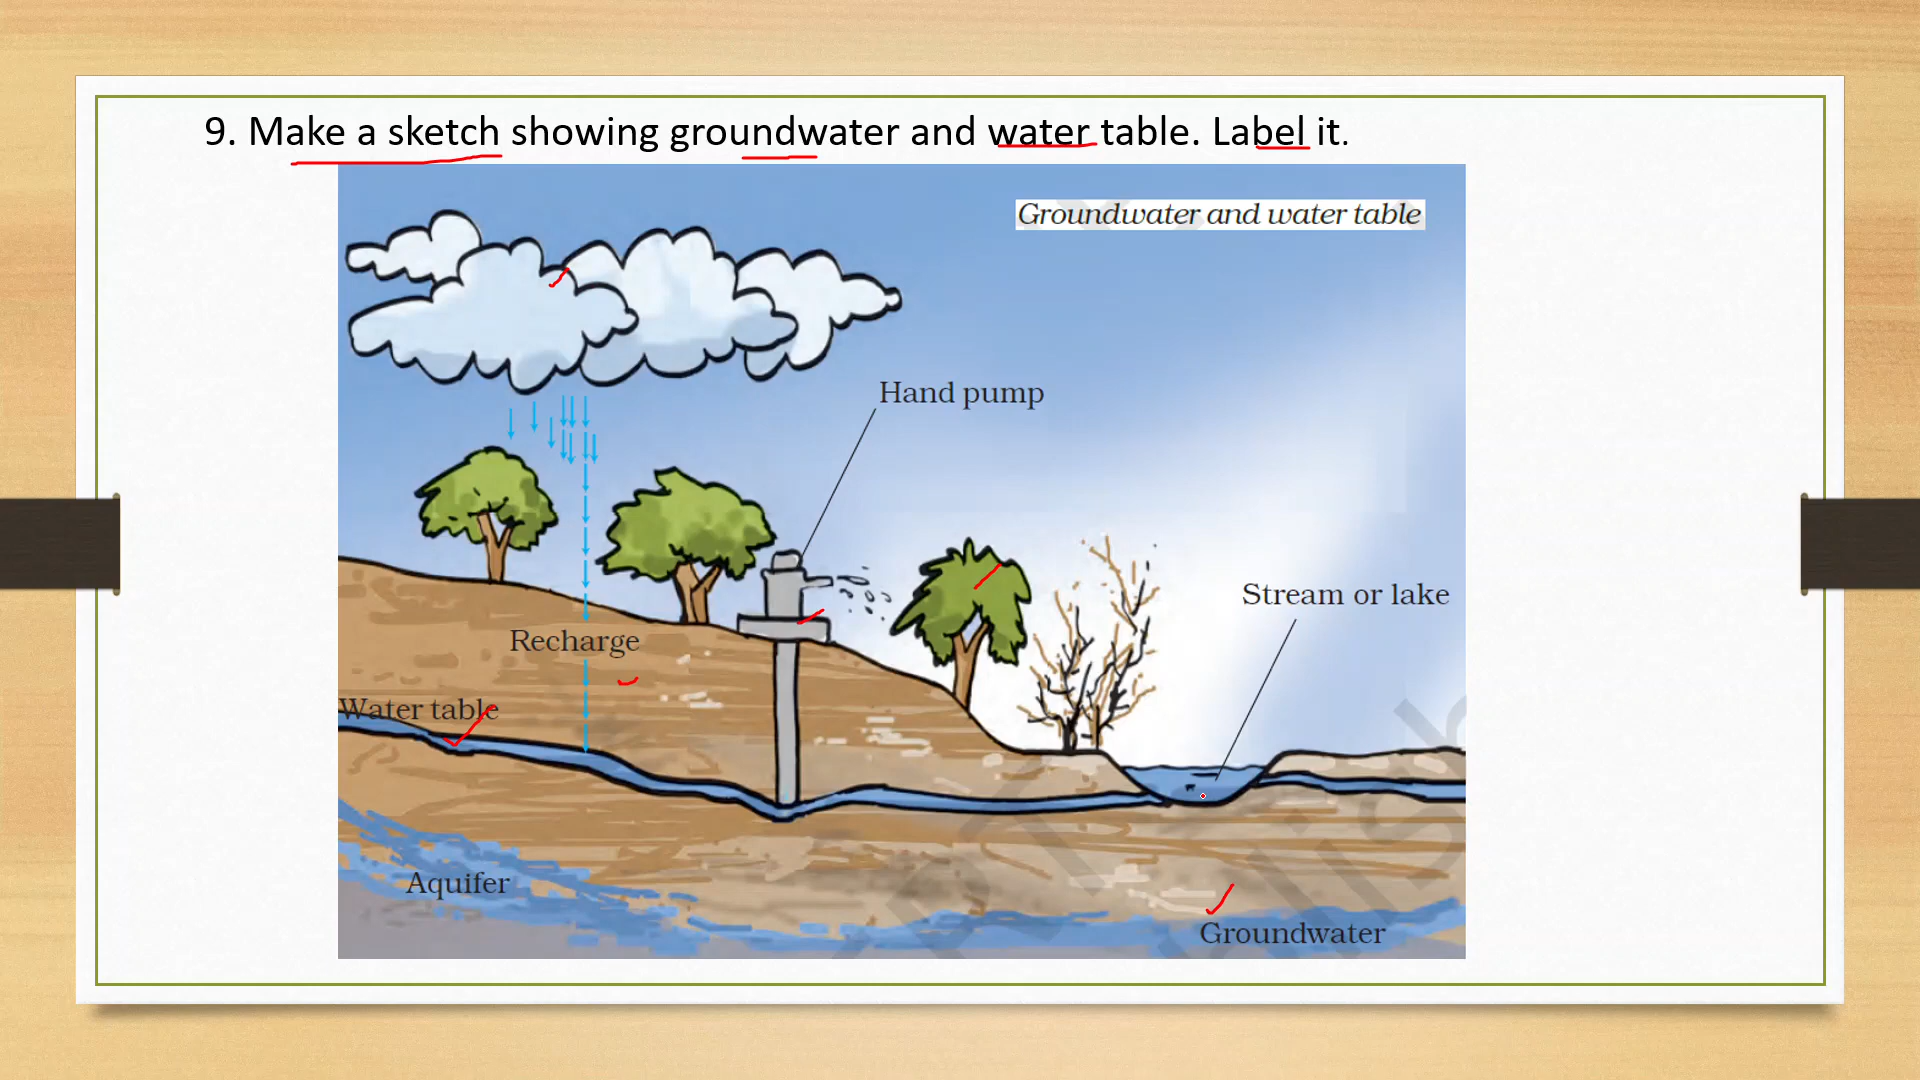 9. Make a sketch showing groundwater and water table. Label it.
Groundwater and water table
Hand pump
Stream or lake
Recharge
Water table
Aquifer
Groundwater